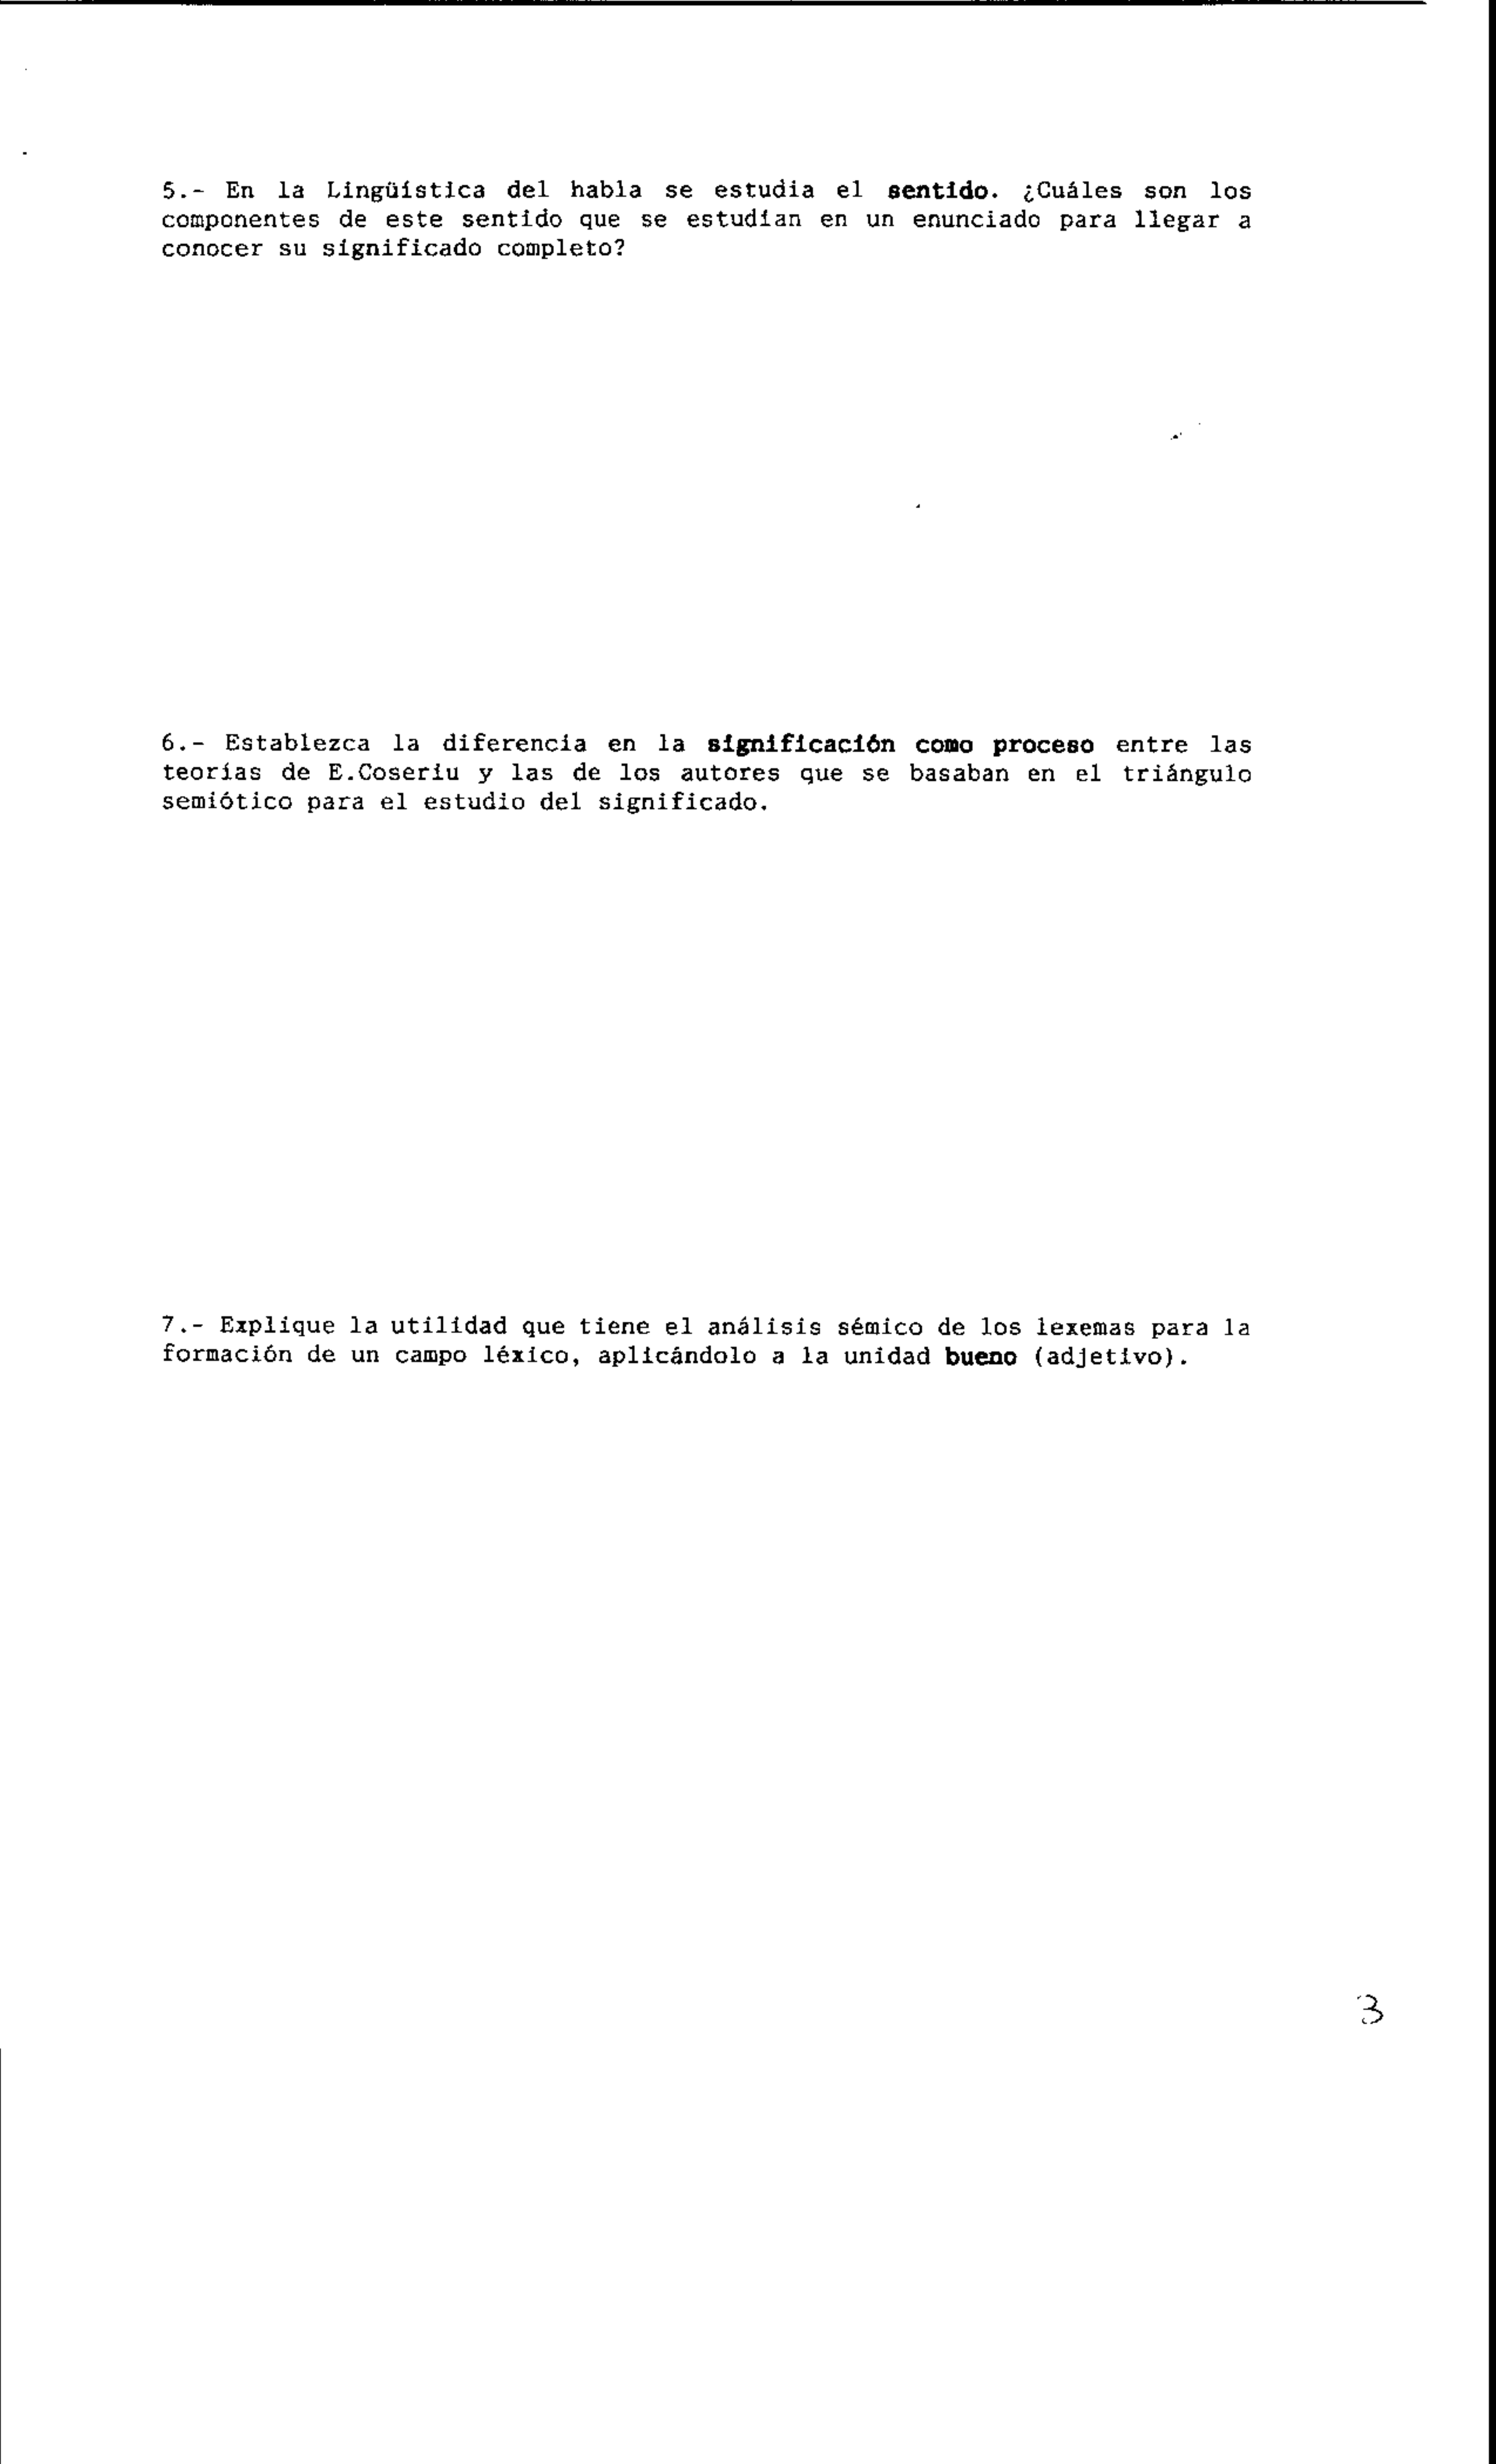 5.- En la Lingüística del habla se estudia el sentido. ¿Cuáles son los
componentes de este sentido que se estudian en un enunciado para llegar a
conocer su significado completo?
6.- Establezca la diferencia en la significación como proceso entre las
teorías de E.Coseriu y las de los autores que se basaban en el triángulo
semiótico para el estudio del significado.
7.- Explique la utilidad que tiene el análisis sémico de los lexemas para la
formación de un campo léxico, aplicándolo a la unidad bueno (adjetivo).
3